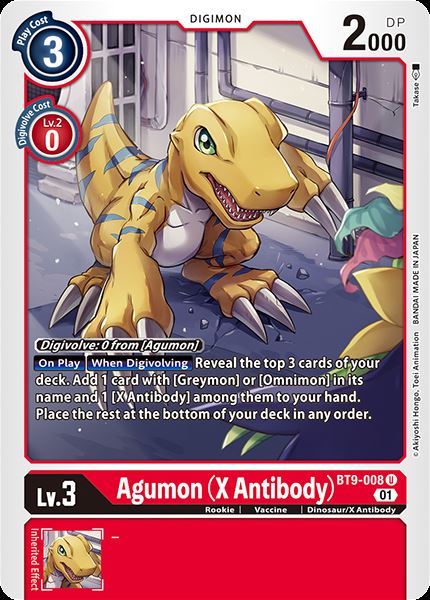 Play Cost
3
DIGIMON
2000
DP
Digivolve Cost
Lv.2
0
Takase
©Akiyoshi Hongo, Toei Animation BANDAI MADE IN JAPAN
Digivolve: 0 from [Agumon]
On Play When Digivolving Reveal the top 3 cards of your
deck. Add 1 card with [Greymon] or [Omnimon] in its
name and 1 [X Antibody] among them to your hand.
Place the rest at the bottom of your deck in any order.
Lv.3
Agumon (X Antibody)
BT9-008 U
01
Rookie | Vaccine | Dinosaur/X Antibody
Inherited Effect
–